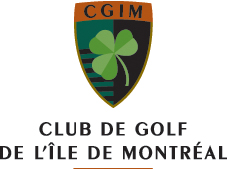 CGIM
CLUB DE GOLF
DE L'ÎLE DE MONTRÉAL